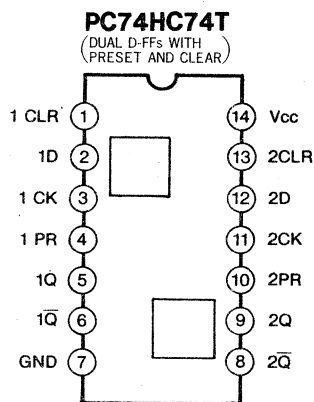 PC74HC74T
(DUAL D-FFs WITH
PRESET AND CLEAR)
1 CLR 1 14 Vcc
1D 2 13 2CLR
1 CK 3 12 2D
1 PR 4 11 2CK
1Q 5 10 2PR
1Q̅ 6 9 2Q
GND 7 8 2Q̅